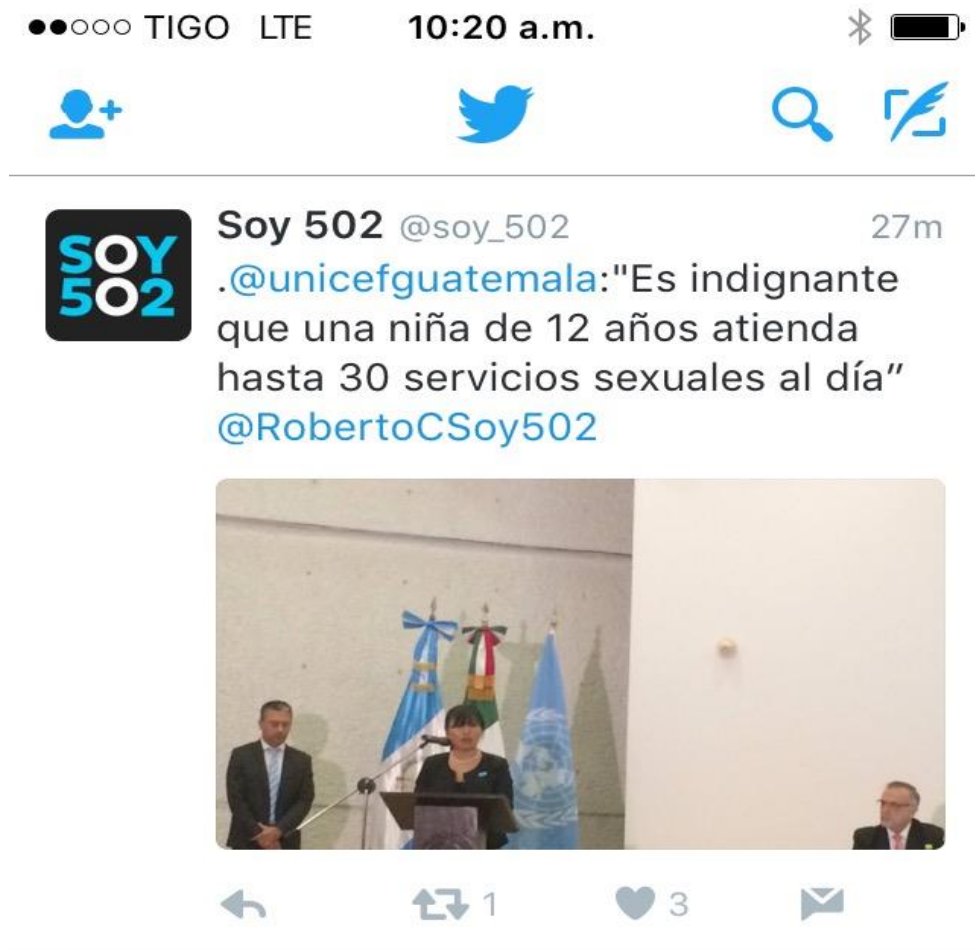 TIGO LTE 10:20 a.m.
SOY
502
Soy 502 @soy_502 27m
.@unicefguatemala:"Es indignante
que una niña de 12 años atienda
hasta 30 servicios sexuales al día”
@RobertoCSoy502
1 3